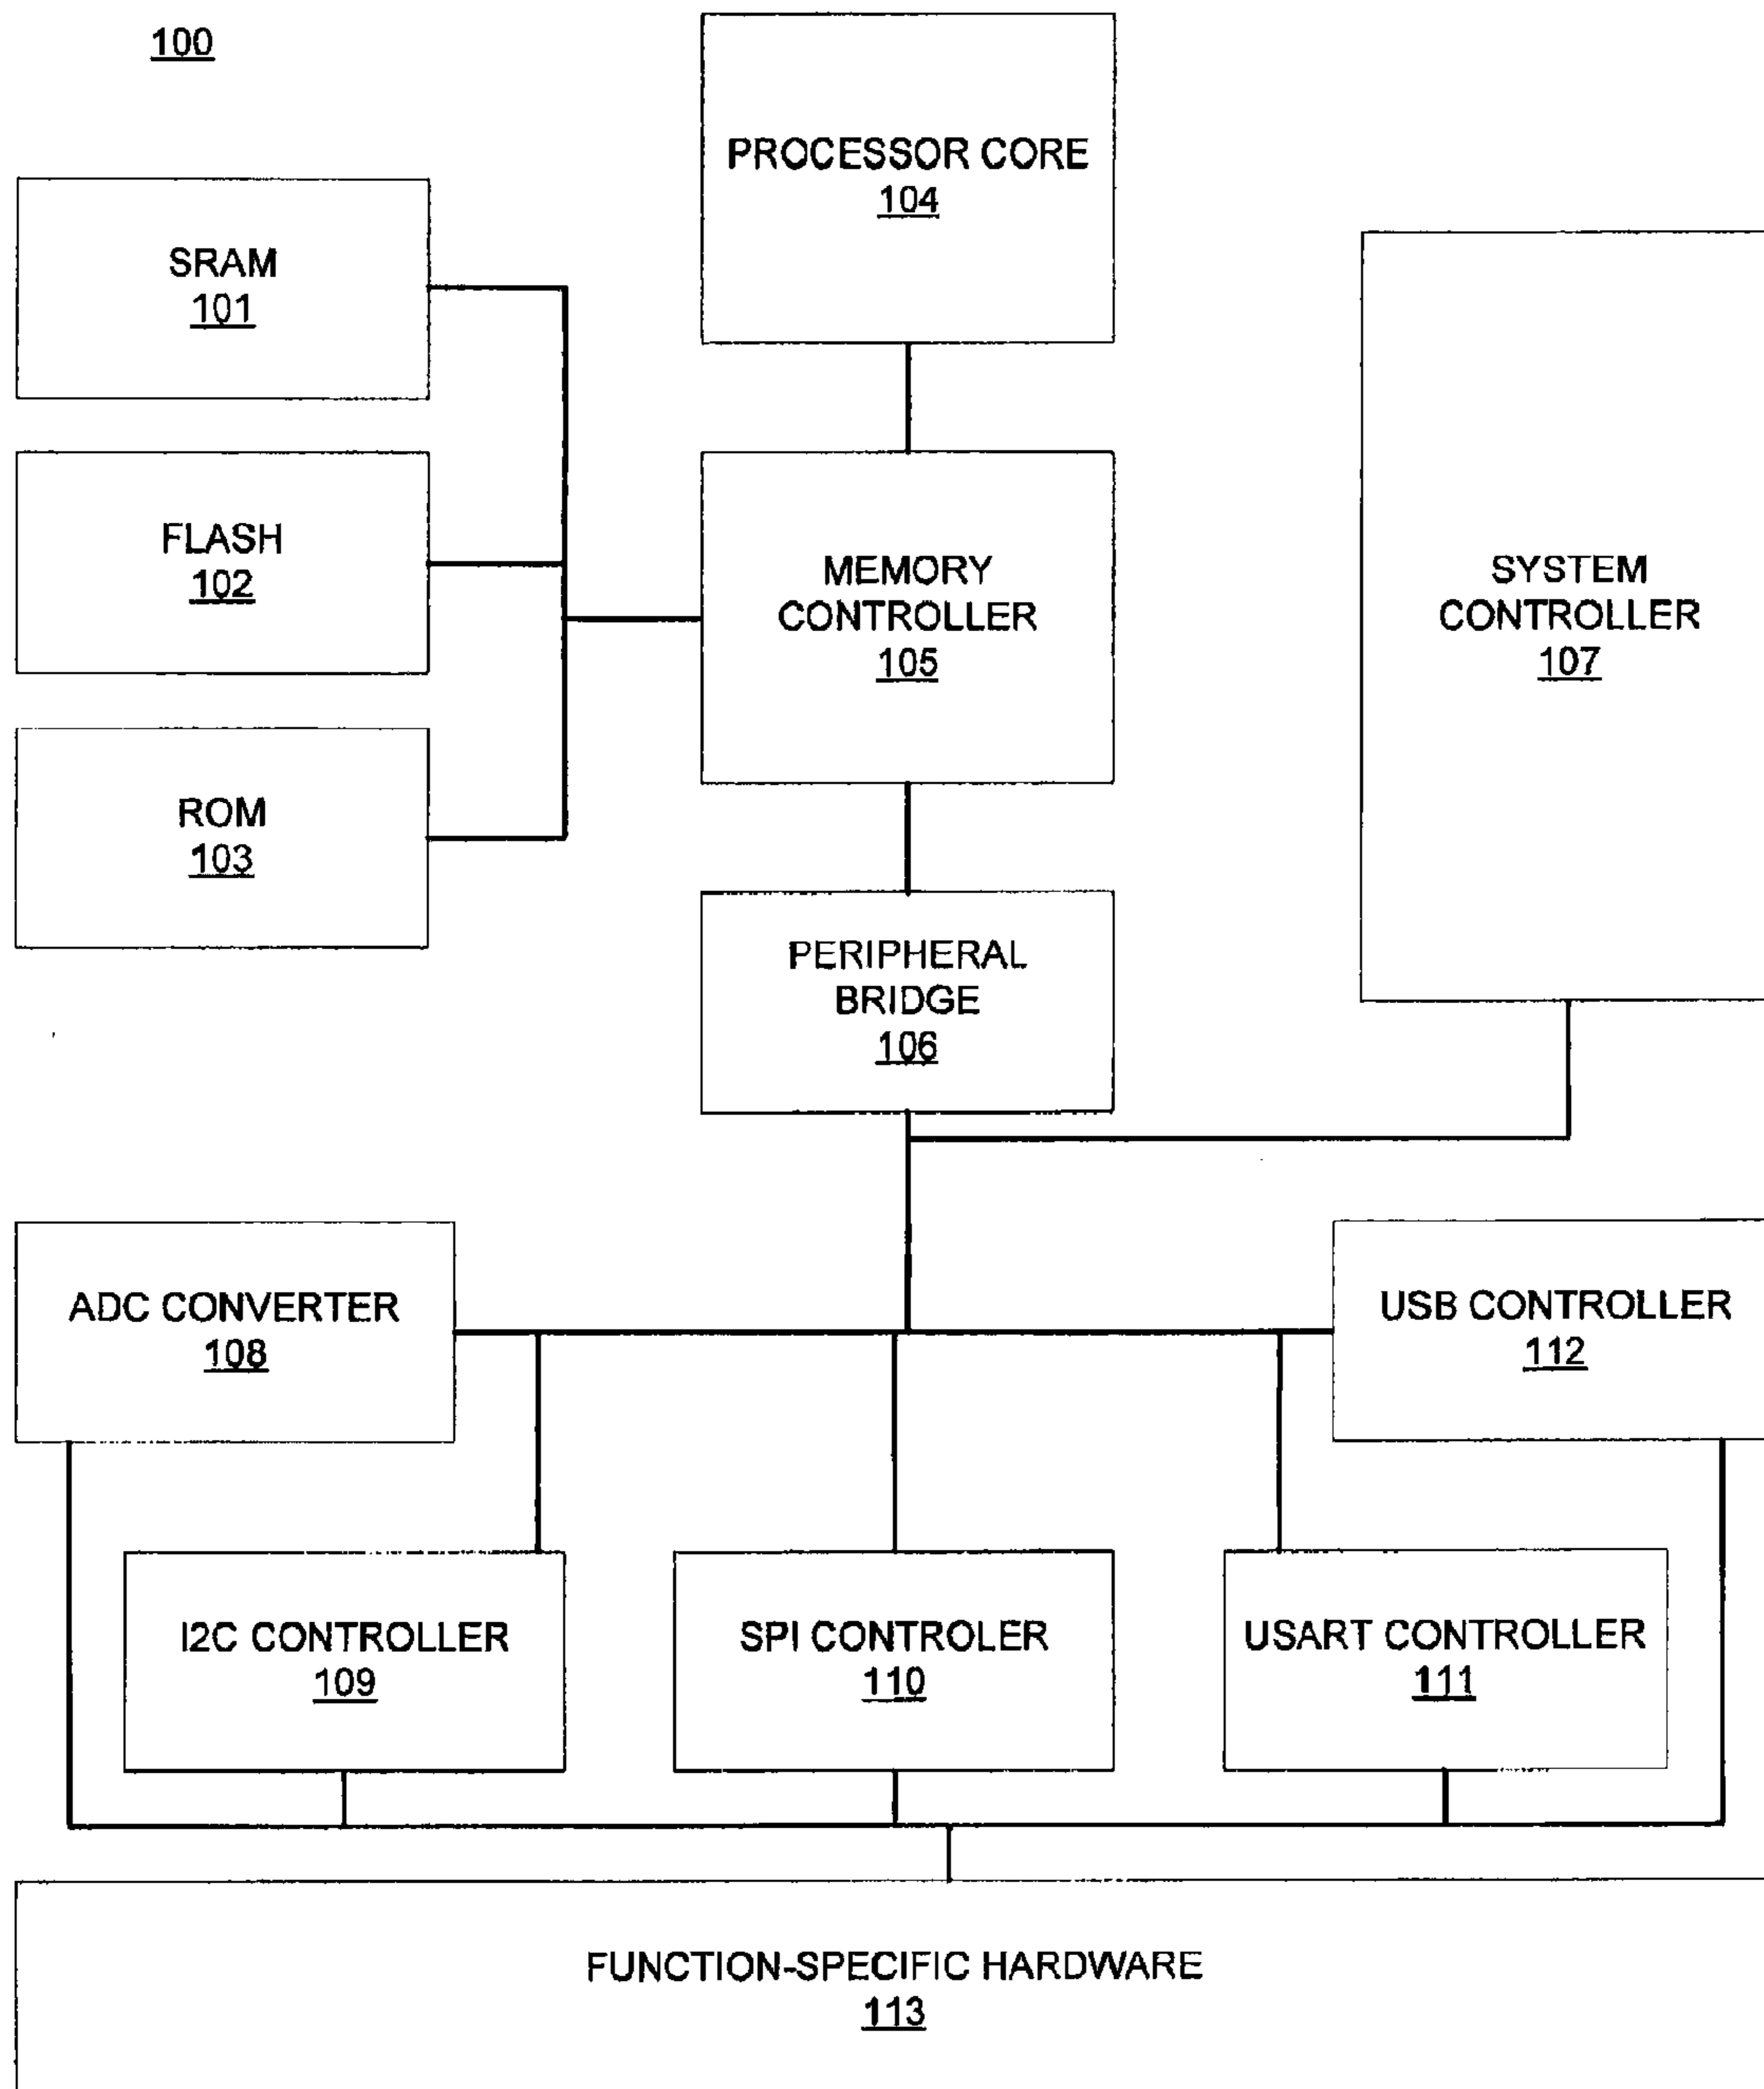 100
PROCESSOR CORE
104
SRAM
101
FLASH
102
MEMORY
CONTROLLER
105
SYSTEM
CONTROLLER
107
ROM
103
PERIPHERAL
BRIDGE
106
ADC CONVERTER
108
USB CONTROLLER
112
I2C CONTROLLER
109
SPI CONTROLER
110
USART CONTROLLER
111
FUNCTION-SPECIFIC HARDWARE
113